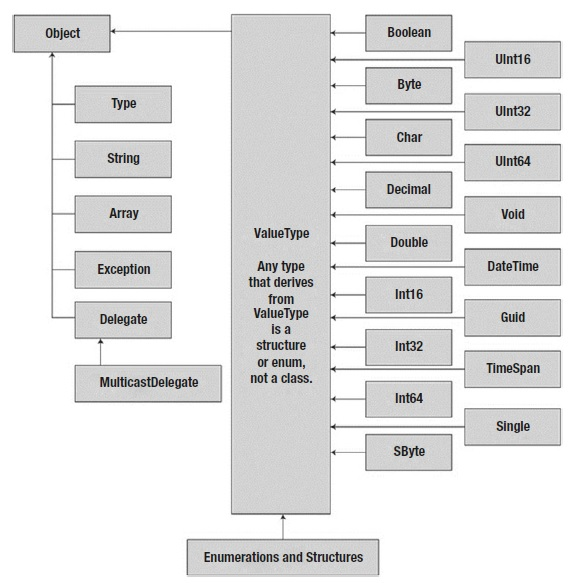 Object
Type
String
Array
Exception
Delegate
MulticastDelegate
ValueType
Any type
that derives
from
ValueType
is a
structure
or enum,
not a class.
Boolean
UInt16
Byte
UInt32
Char
UInt64
Decimal
Void
Double
DateTime
Int16
Guid
Int32
TimeSpan
Int64
Single
SByte
Enumerations and Structures